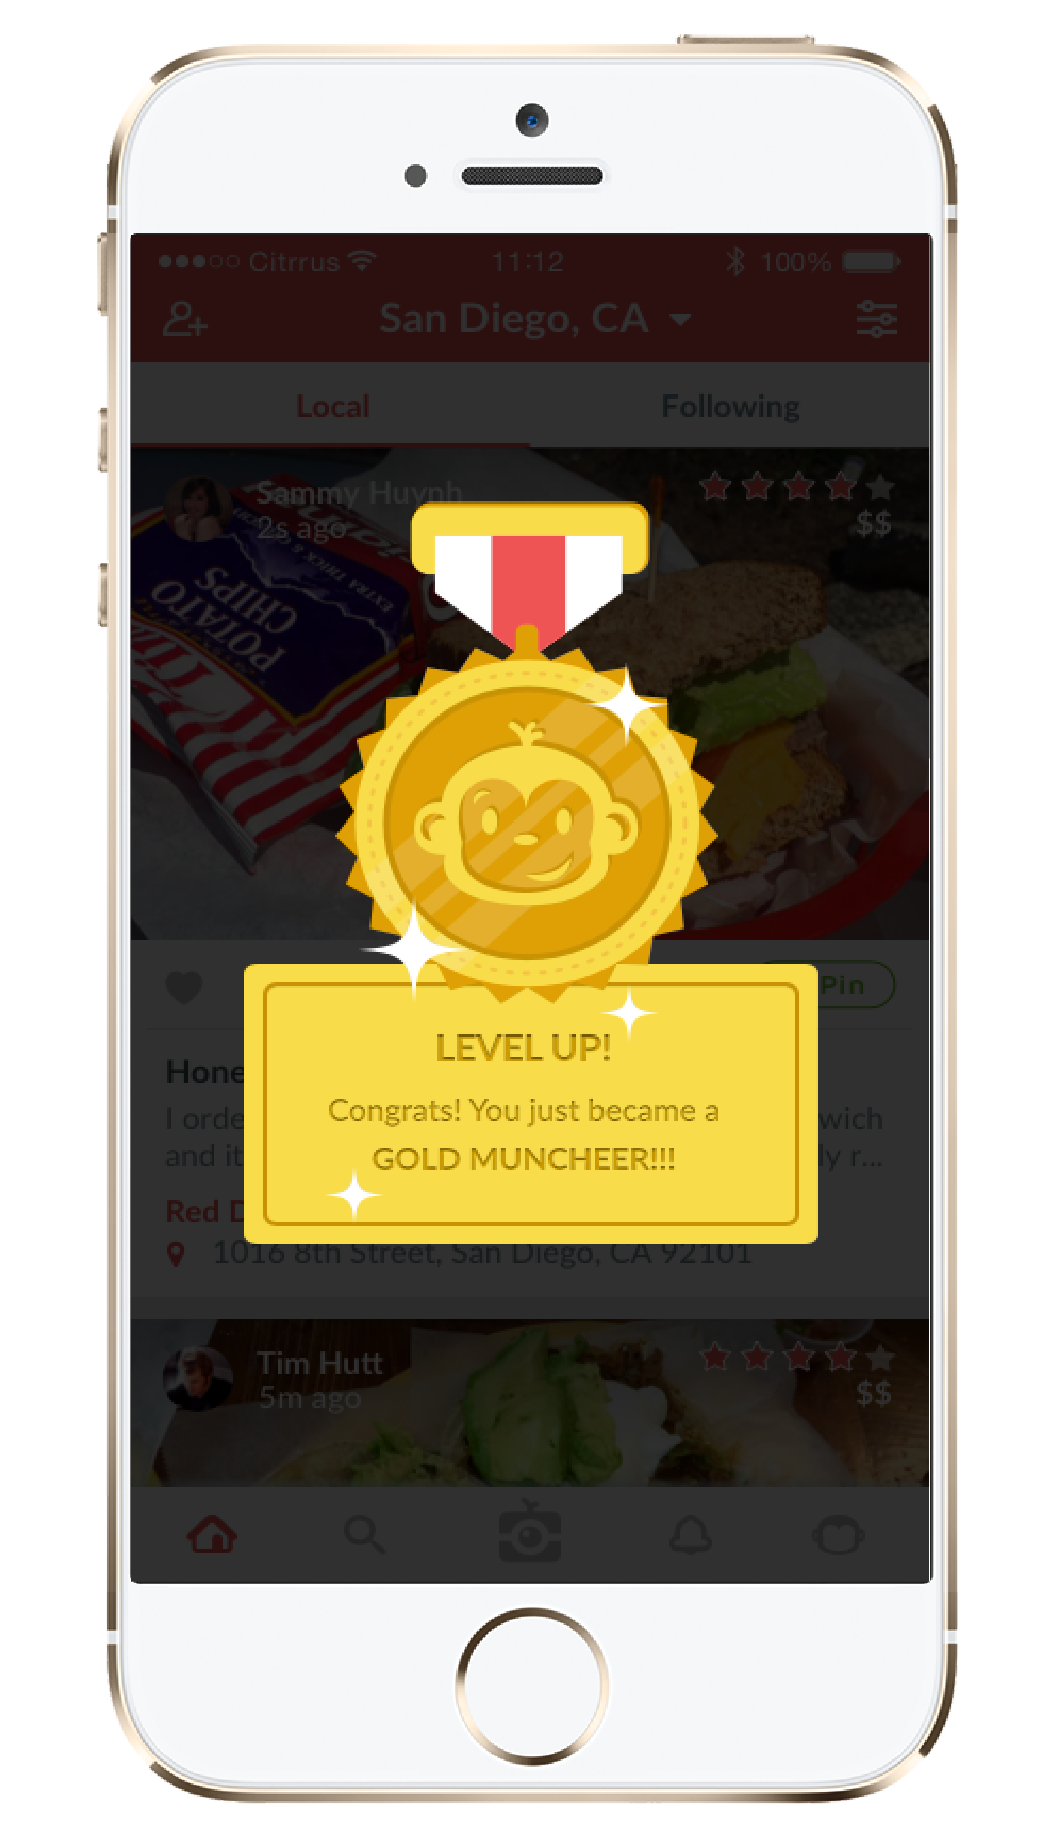 Citrrus
11:12
100%
San Diego, CA
Local
Following
Sammy Huynh
2s ago
$$
POTATO
CHIPS
EXTRA THICK &
LEVEL UP!
Congrats! You just became a
GOLD MUNCHEER!!!
Pin
Hone
I orde
wich
and it
ly r...
Red D
1016 8th Street, San Diego, CA 92101
Tim Hutt
5m ago
$$